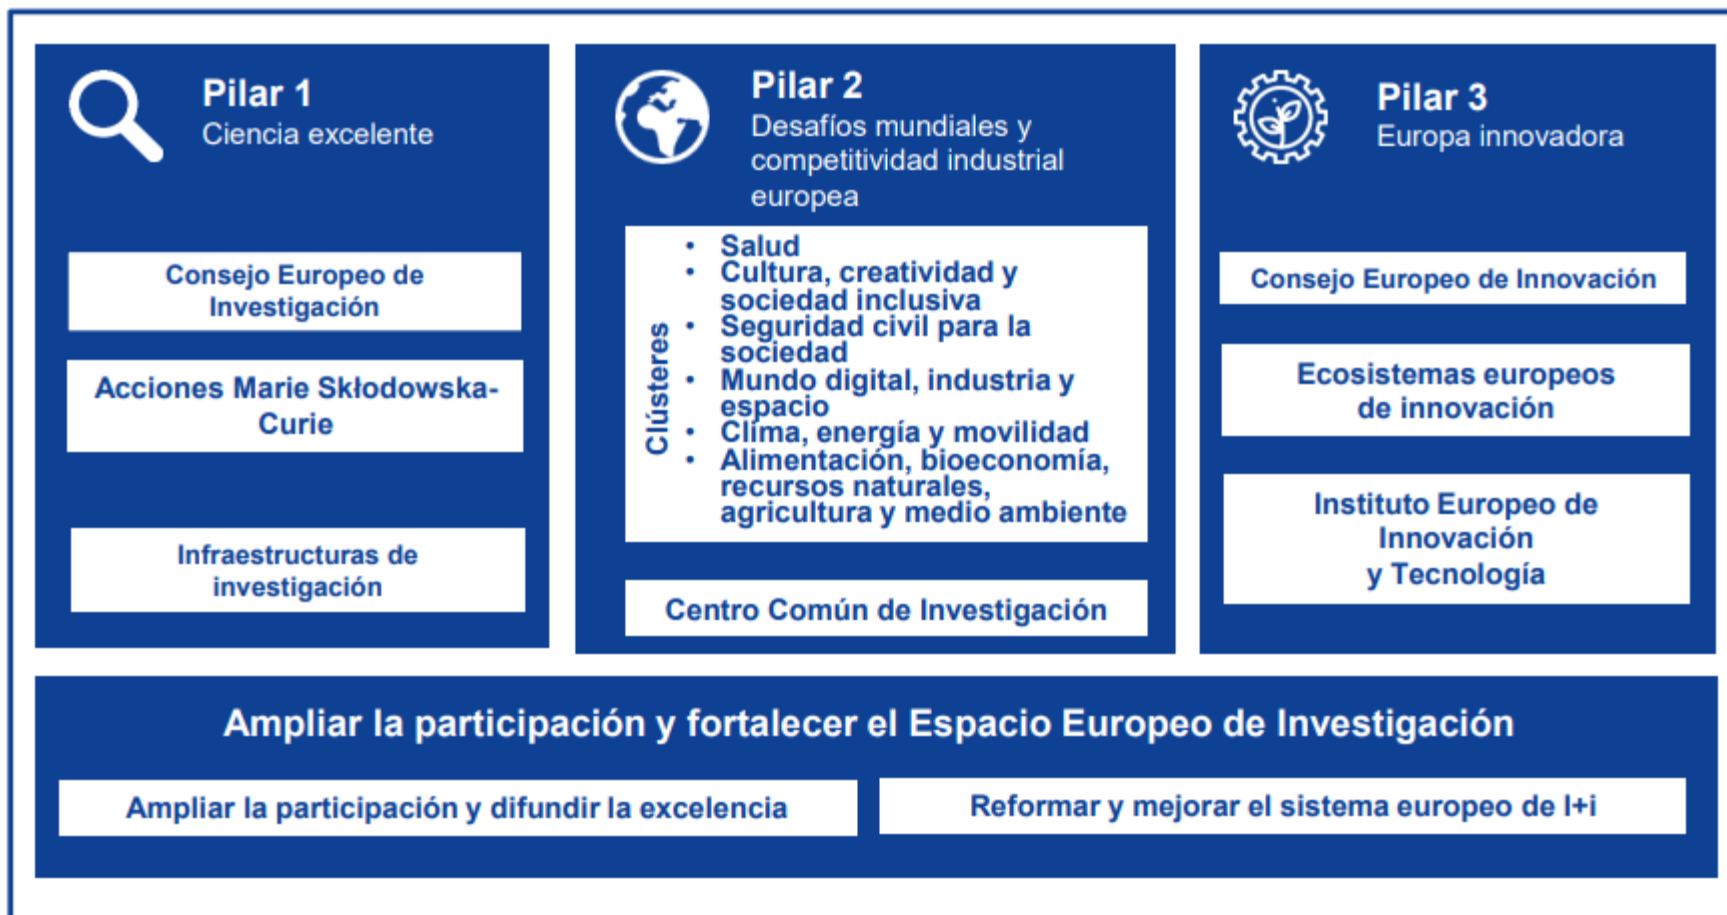 Pilar 1
Ciencia excelente
Consejo Europeo de
Investigación
Acciones Marie Skłodowska-
Curie
Infraestructuras de
investigación
Pilar 2
Desafíos mundiales y
competitividad industrial
europea
Clústeres
• Salud
• Cultura, creatividad y
sociedad inclusiva
• Seguridad civil para la
sociedad
• Mundo digital, industria y
espacio
• Clima, energía y movilidad
• Alimentación, bioeconomía,
recursos naturales,
agricultura y medio ambiente
Centro Común de Investigación
Pilar 3
Europa innovadora
Consejo Europeo de Innovación
Ecosistemas europeos
de innovación
Instituto Europeo de
Innovación
y Tecnología
Ampliar la participación y fortalecer el Espacio Europeo de Investigación
Ampliar la participación y difundir la excelencia
Reformar y mejorar el sistema europeo de I+i